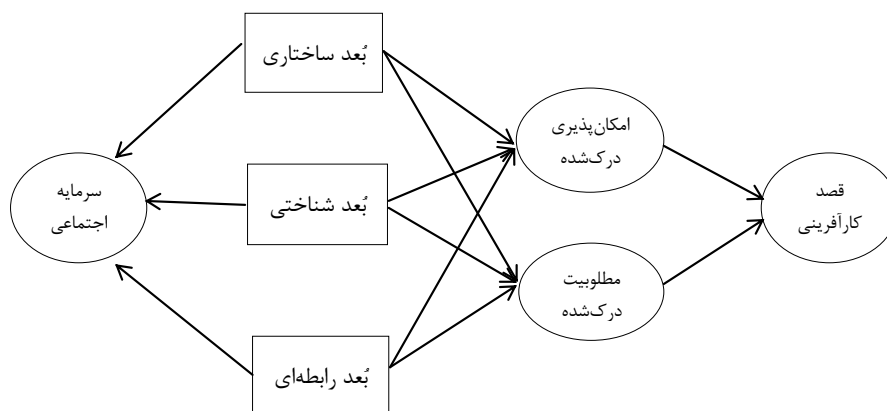 بُعد ساختاری
امکان‌پذیری
درک‌شده
قصد
کارآفرینی
بُعد شناختی
سرمایه
اجتماعی
مطلوبیت
درک‌شده
بُعد رابطه‌ای